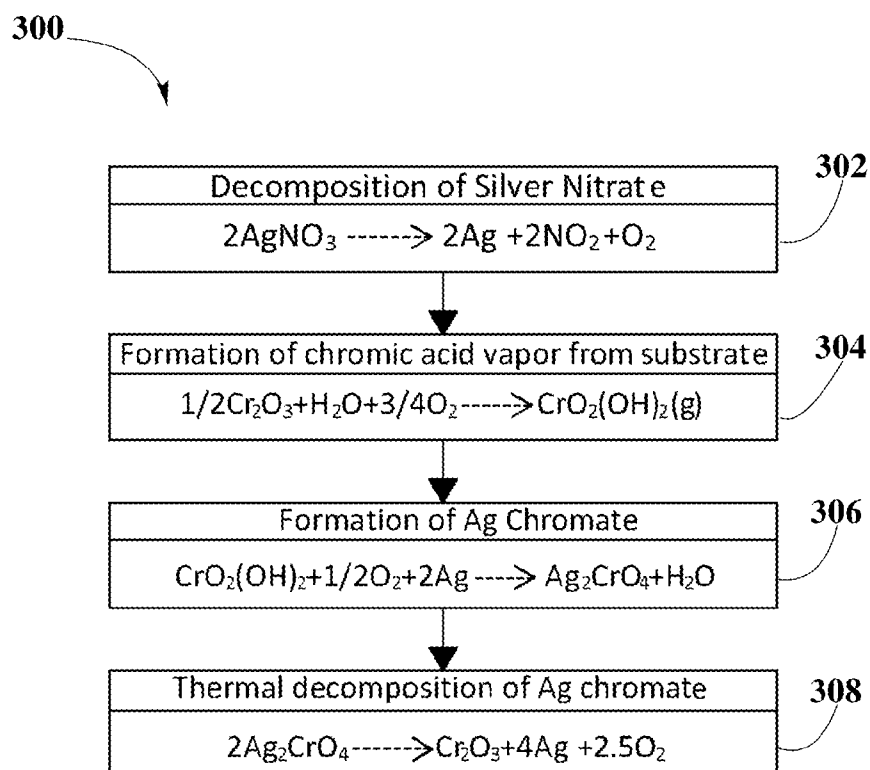 300
302
Decomposition of Silver Nitrate
2AgNO₃ ------> 2Ag +2NO₂+O₂
304
Formation of chromic acid vapor from substrate
1/2Cr₂O₃+H₂O+3/4O₂-----> CrO₂(OH)₂(g)
306
Formation of Ag Chromate
CrO₂(OH)₂+1/2O₂+2Ag ----> Ag₂CrO₄+H₂O
308
Thermal decomposition of Ag chromate
2Ag₂CrO₄------>Cr₂O₃+4Ag +2.5O₂